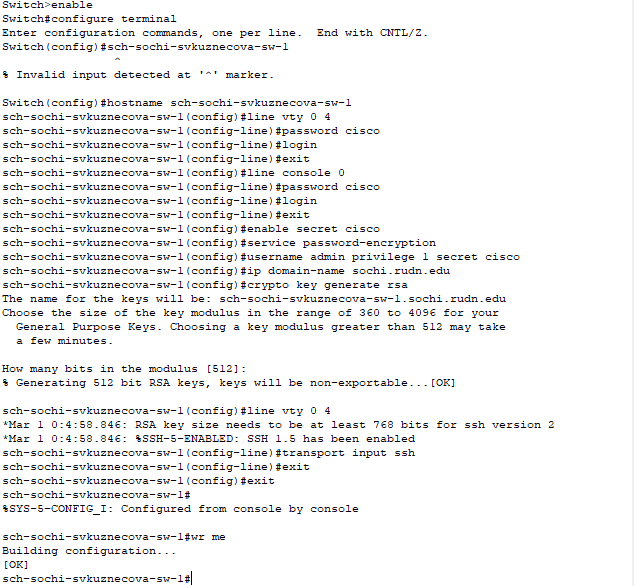 Switch>enable
Switch#configure terminal
Enter configuration commands, one per line.  End with CNTL/Z.
Switch(config)#sch-sochi-svkuznecova-sw-1
^
% Invalid input detected at '^' marker.
Switch(config)#hostname sch-sochi-svkuznecova-sw-1
sch-sochi-svkuznecova-sw-1(config)#line vty 0 4
sch-sochi-svkuznecova-sw-1(config-line)#password cisco
sch-sochi-svkuznecova-sw-1(config-line)#login
sch-sochi-svkuznecova-sw-1(config-line)#exit
sch-sochi-svkuznecova-sw-1(config)#line console 0
sch-sochi-svkuznecova-sw-1(config-line)#password cisco
sch-sochi-svkuznecova-sw-1(config-line)#login
sch-sochi-svkuznecova-sw-1(config-line)#exit
sch-sochi-svkuznecova-sw-1(config)#enable secret cisco
sch-sochi-svkuznecova-sw-1(config)#service password-encryption
sch-sochi-svkuznecova-sw-1(config)#username admin privilege 1 secret cisco
sch-sochi-svkuznecova-sw-1(config)#ip domain-name sochi.rudn.edu
sch-sochi-svkuznecova-sw-1(config)#crypto key generate rsa
The name for the keys will be: sch-sochi-svkuznecova-sw-1.sochi.rudn.edu
Choose the size of the key modulus in the range of 360 to 4096 for your
General Purpose Keys. Choosing a key modulus greater than 512 may take
a few minutes.
How many bits in the modulus [512]:
% Generating 512 bit RSA keys, keys will be non-exportable...[OK]
sch-sochi-svkuznecova-sw-1(config)#line vty 0 4
*Mar 1 0:4:58.846: RSA key size needs to be at least 768 bits for ssh version 2
*Mar 1 0:4:58.846: %SSH-5-ENABLED: SSH 1.5 has been enabled
sch-sochi-svkuznecova-sw-1(config-line)#transport input ssh
sch-sochi-svkuznecova-sw-1(config-line)#exit
sch-sochi-svkuznecova-sw-1(config)#exit
sch-sochi-svkuznecova-sw-1#
%SYS-5-CONFIG_I: Configured from console by console
sch-sochi-svkuznecova-sw-1#wr me
Building configuration...
[OK]
sch-sochi-svkuznecova-sw-1#